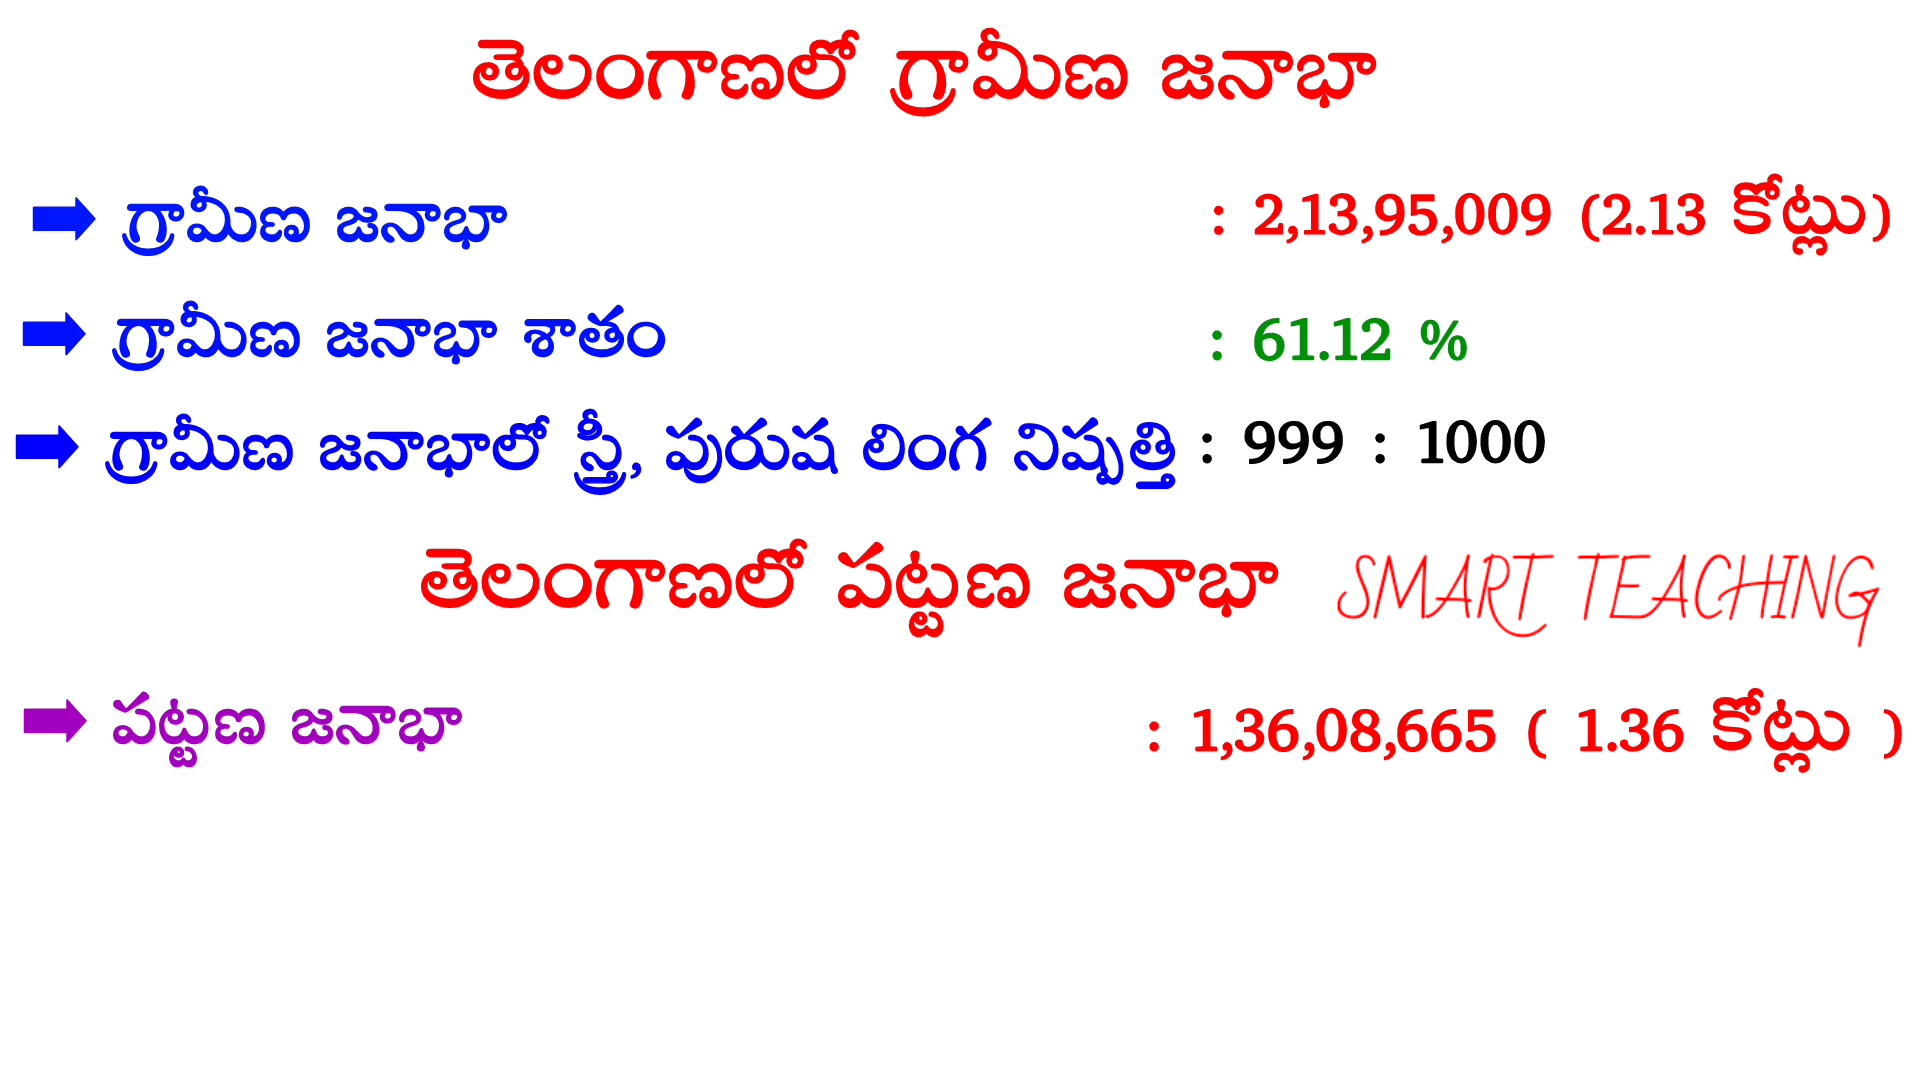 తెలంగాణలో గ్రామీణ జనాభా
గ్రామీణ జనాభా : 2,13,95,009 (2.13 కోట్లు)
గ్రామీణ జనాభా శాతం : 61.12 %
గ్రామీణ జనాభాలో స్త్రీ, పురుష లింగ నిష్పత్తి : 999 : 1000
తెలంగాణలో పట్టణ జనాభా SMART TEACHING
పట్టణ జనాభా : 1,36,08,665 ( 1.36 కోట్లు )